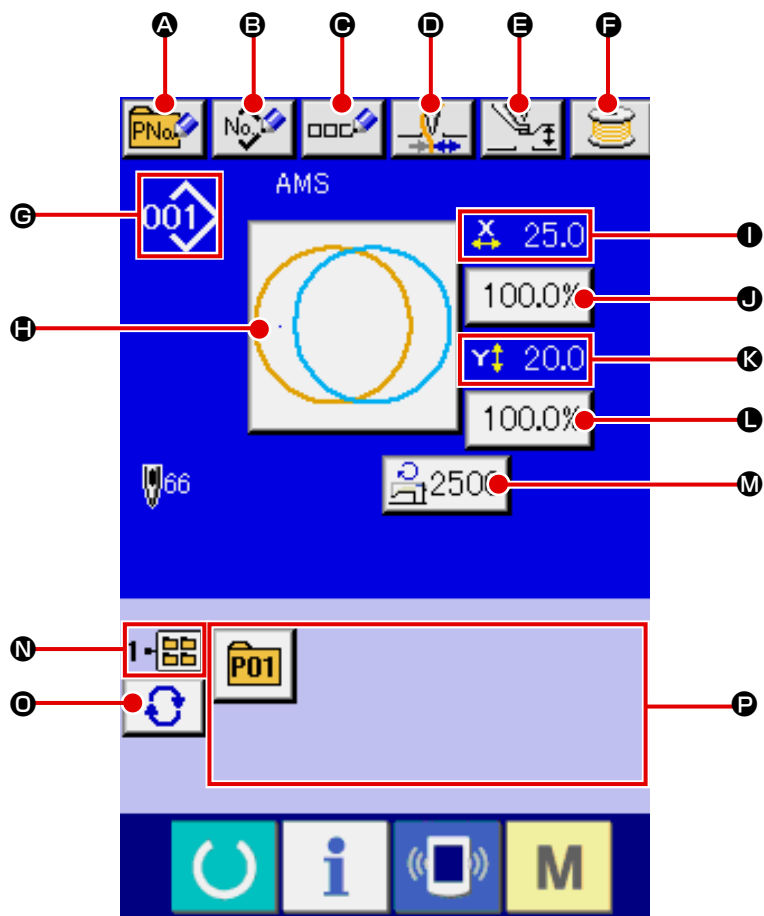 A B C D E F
PNo. No.
AMS
G 001 X 25.0 I
100.0% J
H Y 20.0 K
100.0% L
66 2500 M
N 1
P01
O P
i M